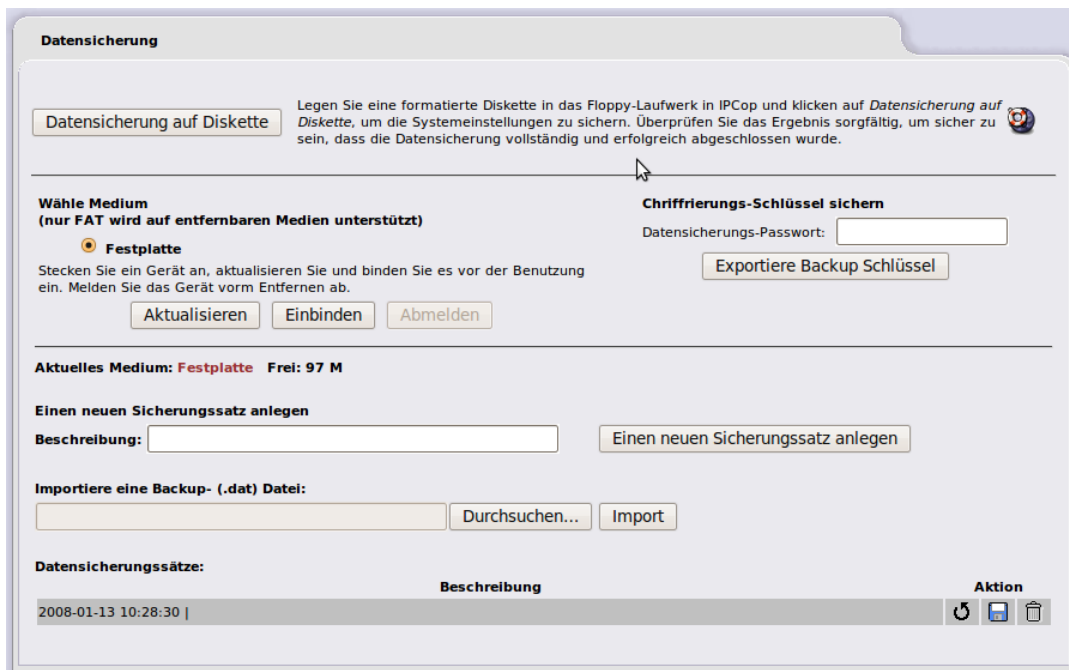 Datensicherung
Datensicherung auf Diskette
Legen Sie eine formatierte Diskette in das Floppy-Laufwerk in IPCop und klicken auf Datensicherung auf
Diskette, um die Systemeinstellungen zu sichern. Überprüfen Sie das Ergebnis sorgfältig, um sicher zu
sein, dass die Datensicherung vollständig und erfolgreich abgeschlossen wurde.
Wähle Medium
(nur FAT wird auf entfernbaren Medien unterstützt)
Festplatte
Stecken Sie ein Gerät an, aktualisieren Sie und binden Sie es vor der Benutzung
ein. Melden Sie das Gerät vorm Entfernen ab.
Aktualisieren Einbinden Abmelden
Chriffrierungs-Schlüssel sichern
Datensicherungs-Passwort:
Exportiere Backup Schlüssel
Aktuelles Medium: Festplatte Frei: 97 M
Einen neuen Sicherungssatz anlegen
Beschreibung: Einen neuen Sicherungssatz anlegen
Importiere eine Backup- (.dat) Datei:
Durchsuchen... Import
Datensicherungssätze:
Beschreibung Aktion
2008-01-13 10:28:30 |